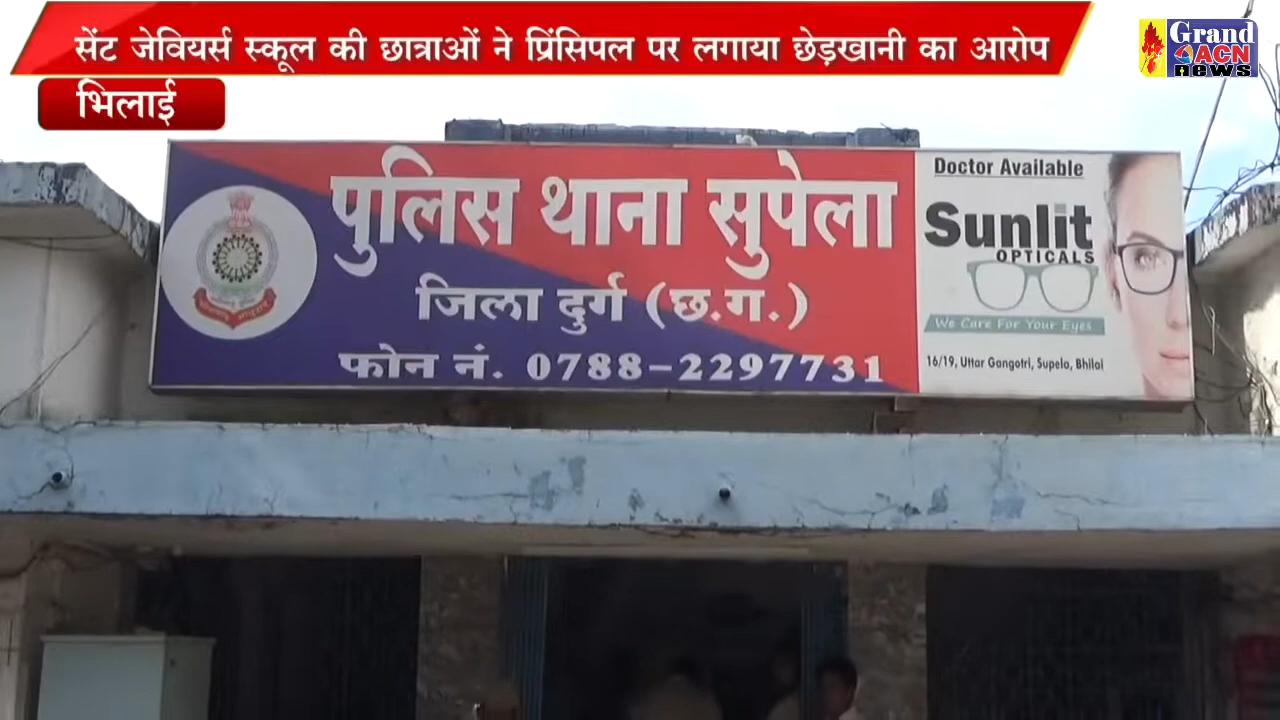 सेंट जेवियर्स स्कूल की छात्राओं ने प्रिंसिपल पर लगाया छेड़खानी का आरोप
भिलाई
Grand
ACN
news
पुलिस थाना सुपेला
जिला दुर्ग (छ.ग.)
फोन नं. 0788-2297731
Doctor Available
Sunlit
OPTICALS
We Care For Your Eyes
16/19, Uttar Gangotri, Supela, Bhilai